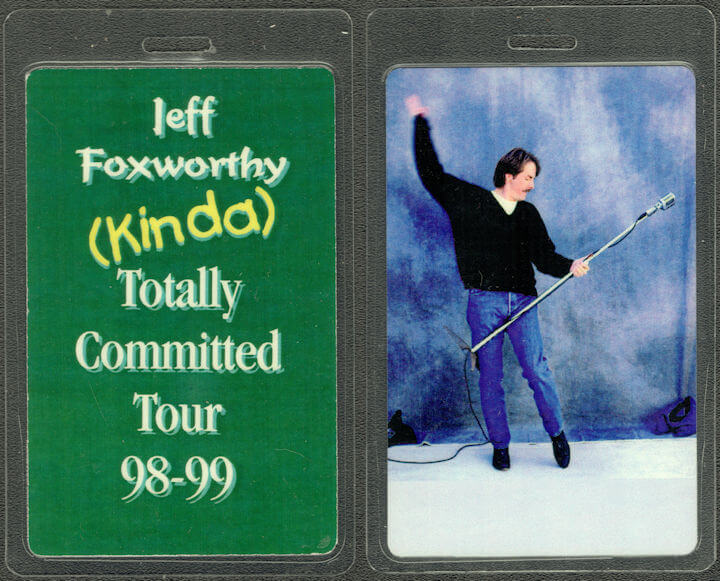 Jeff
Foxworthy
(Kinda)
Totally
Committed
Tour
98-99